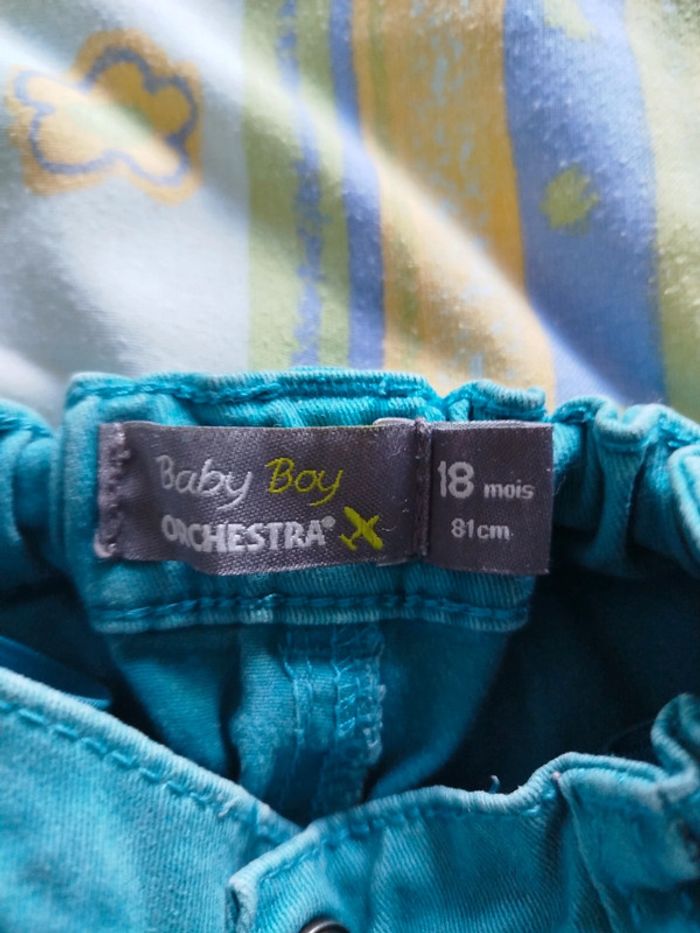 Baby Boy
ORCHESTRA®
18 mois
81cm